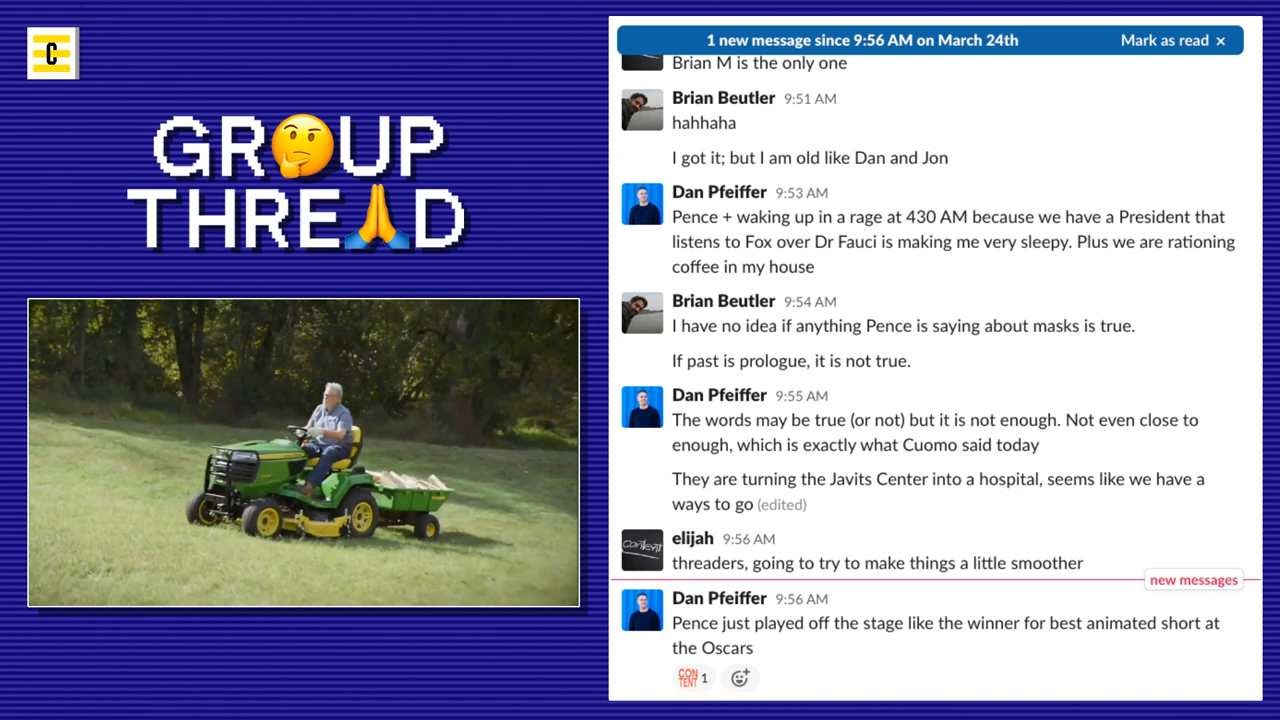 C
GR🤔UP
THRE🙏D
1 new message since 9:56 AM on March 24th
Mark as read ×
Brian M is the only one
Brian Beutler 9:51 AM
hahhaha
I got it; but I am old like Dan and Jon
Dan Pfeiffer 9:53 AM
Pence + waking up in a rage at 430 AM because we have a President that
listens to Fox over Dr Fauci is making me very sleepy. Plus we are rationing
coffee in my house
Brian Beutler 9:54 AM
I have no idea if anything Pence is saying about masks is true.
If past is prologue, it is not true.
Dan Pfeiffer 9:55 AM
The words may be true (or not) but it is not enough. Not even close to
enough, which is exactly what Cuomo said today
They are turning the Javits Center into a hospital, seems like we have a
ways to go (edited)
elijah 9:56 AM
content
threaders, going to try to make things a little smoother
new messages
Dan Pfeiffer 9:56 AM
Pence just played off the stage like the winner for best animated short at
the Oscars
CON
TENT 1